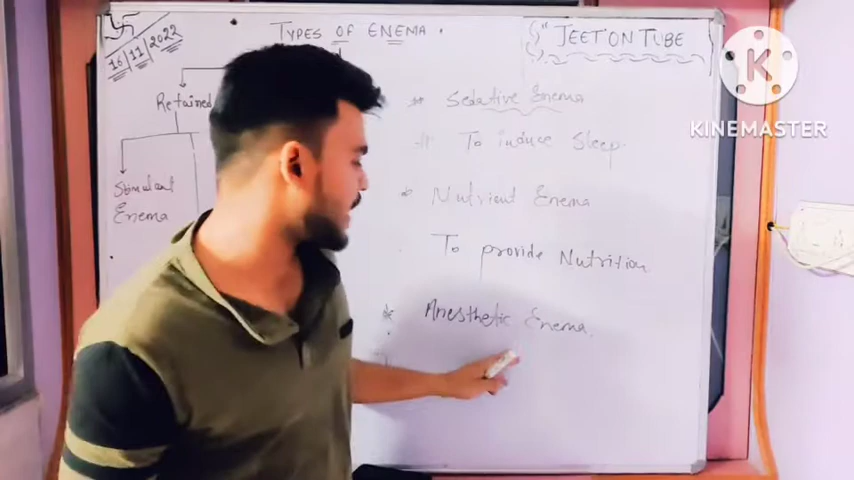 16/11/2022
TYPES OF ENEMA
"JEET'ON TUBE
KINEMASTER
Retained
Stimulant
Enema
* Sedative Enema
To induce Sleep
* Nutrient Enema
To Provide Nutrition
* Anesthetic Enema